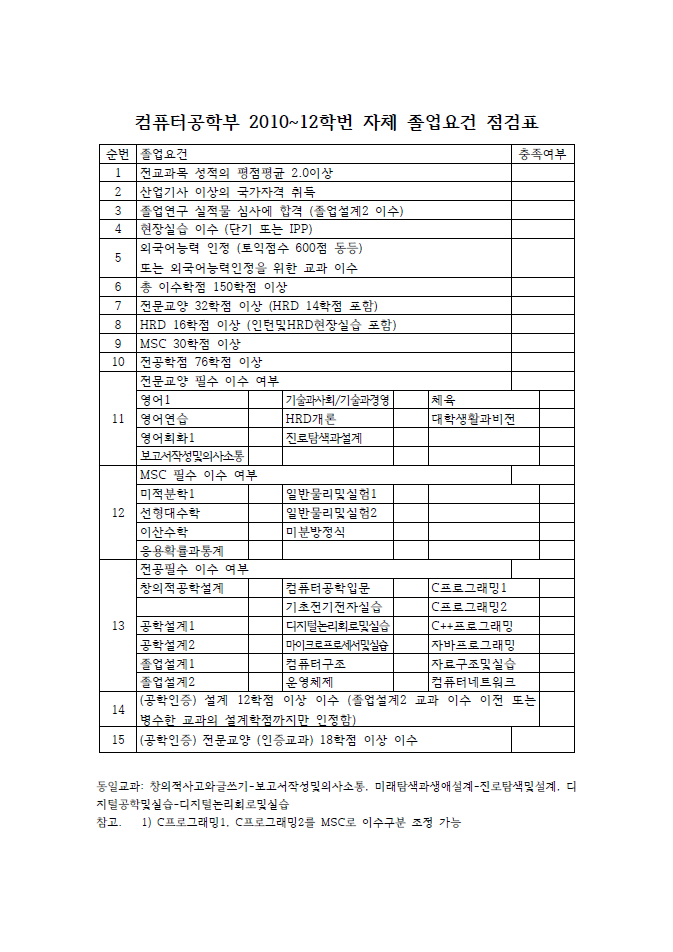 컴퓨터공학부 2010~12학번 자체 졸업요건 점검표
순번 졸업요건 충족여부
1 전교과목 성적의 평점평균 2.0이상
2 산업기사 이상의 국가자격 취득
3 졸업연구 실적물 심사에 합격 (졸업설계2 이수)
4 현장실습 이수 (단기 또는 IPP)
5 외국어능력 인정 (토익점수 600점 동등)
또는 외국어능력인정을 위한 교과 이수
6 총 이수학점 150학점 이상
7 전문교양 32학점 이상 (HRD 14학점 포함)
8 HRD 16학점 이상 (인턴및HRD현장실습 포함)
9 MSC 30학점 이상
10 전공학점 76학점 이상
11 전문교양 필수 이수 여부
영어1 기술과사회/기술과경영 체육
영어연습 HRD개론 대학생활과비전
영어회화1 진로탐색과설계
보고서작성및의사소통
12 MSC 필수 이수 여부
미적분학1 일반물리및실험1
선형대수학 일반물리및실험2
이산수학 미분방정식
응용확률과통계
13 전공필수 이수 여부
창의적공학설계 컴퓨터공학입문 C프로그래밍1
기초전기전자실습 C프로그래밍2
공학설계1 디지털논리회로및실습 C++프로그래밍
공학설계2 마이크로프로세서및실습 자바프로그래밍
졸업설계1 컴퓨터구조 자료구조및실습
졸업설계2 운영체제 컴퓨터네트워크
14 (공학인증) 설계 12학점 이상 이수 (졸업설계2 교과 이수 이전 또는
병수한 교과의 설계학점까지만 인정함)
15 (공학인증) 전문교양 (인증교과) 18학점 이상 이수
동일교과: 창의적사고와글쓰기-보고서작성및의사소통, 미래탐색과생애설계-진로탐색및설계, 디
지털공학및실습-디지털논리회로및실습
참고. 1) C프로그래밍1, C프로그래밍2를 MSC로 이수구분 조정 가능